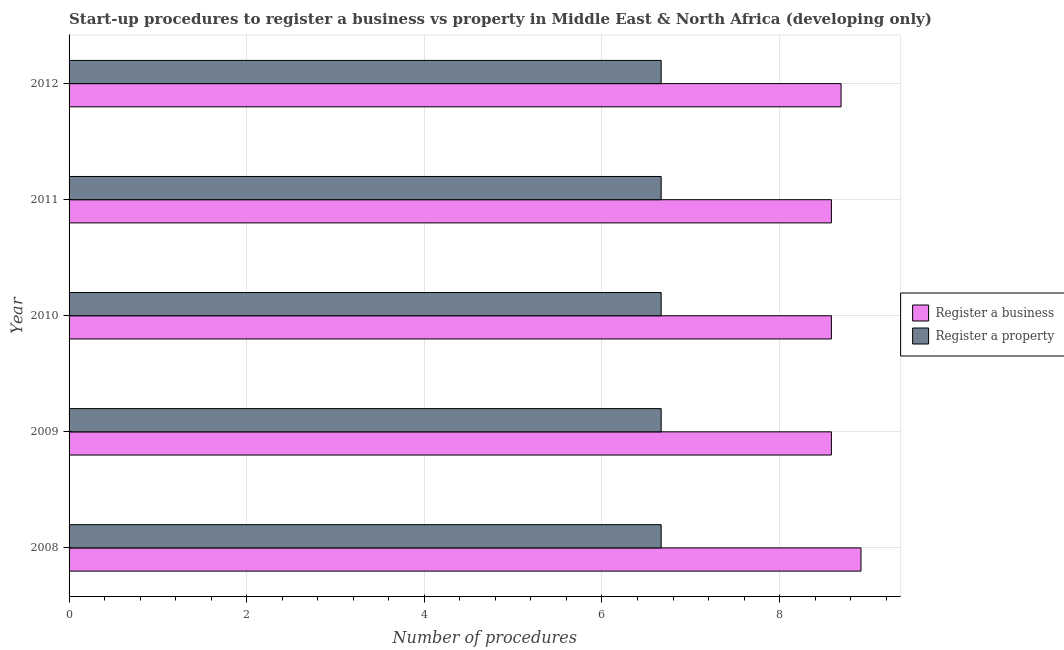 Start-up procedures to register a business vs property in Middle East & North Africa (developing only)
2012
2011
2010
2009
2008
Year
0
2
4
6
8
Number of procedures
Register a business
Register a property